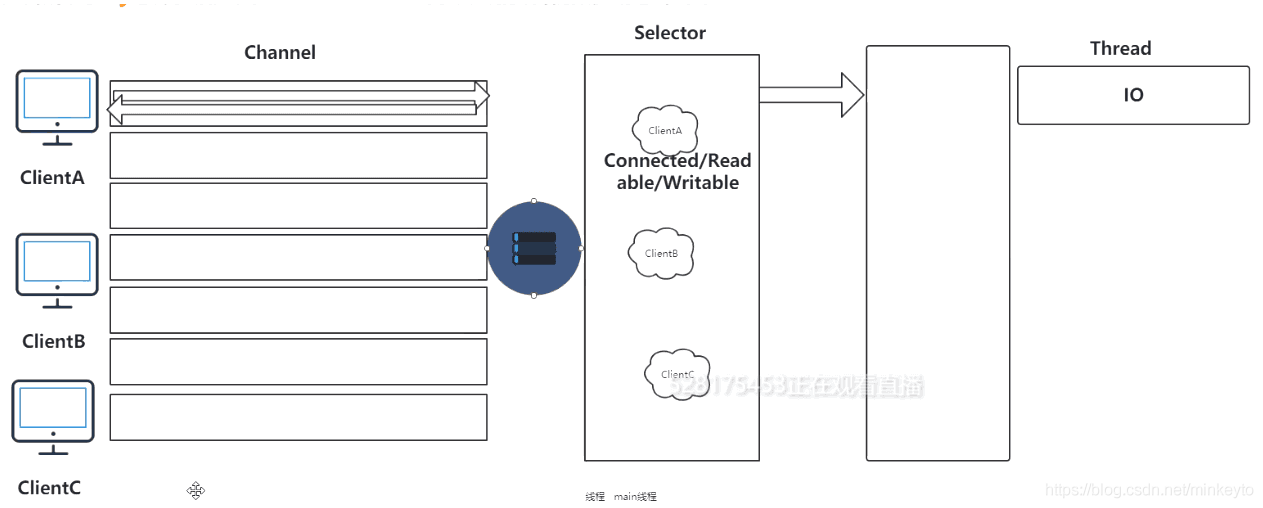 Channel
Selector
Thread
IO
ClientA
Connected/Read
able/Writable
ClientA
ClientB
ClientB
ClientC
528175453正在观看直播
ClientC
线程 main线程
https://blog.csdn.net/minkeyto